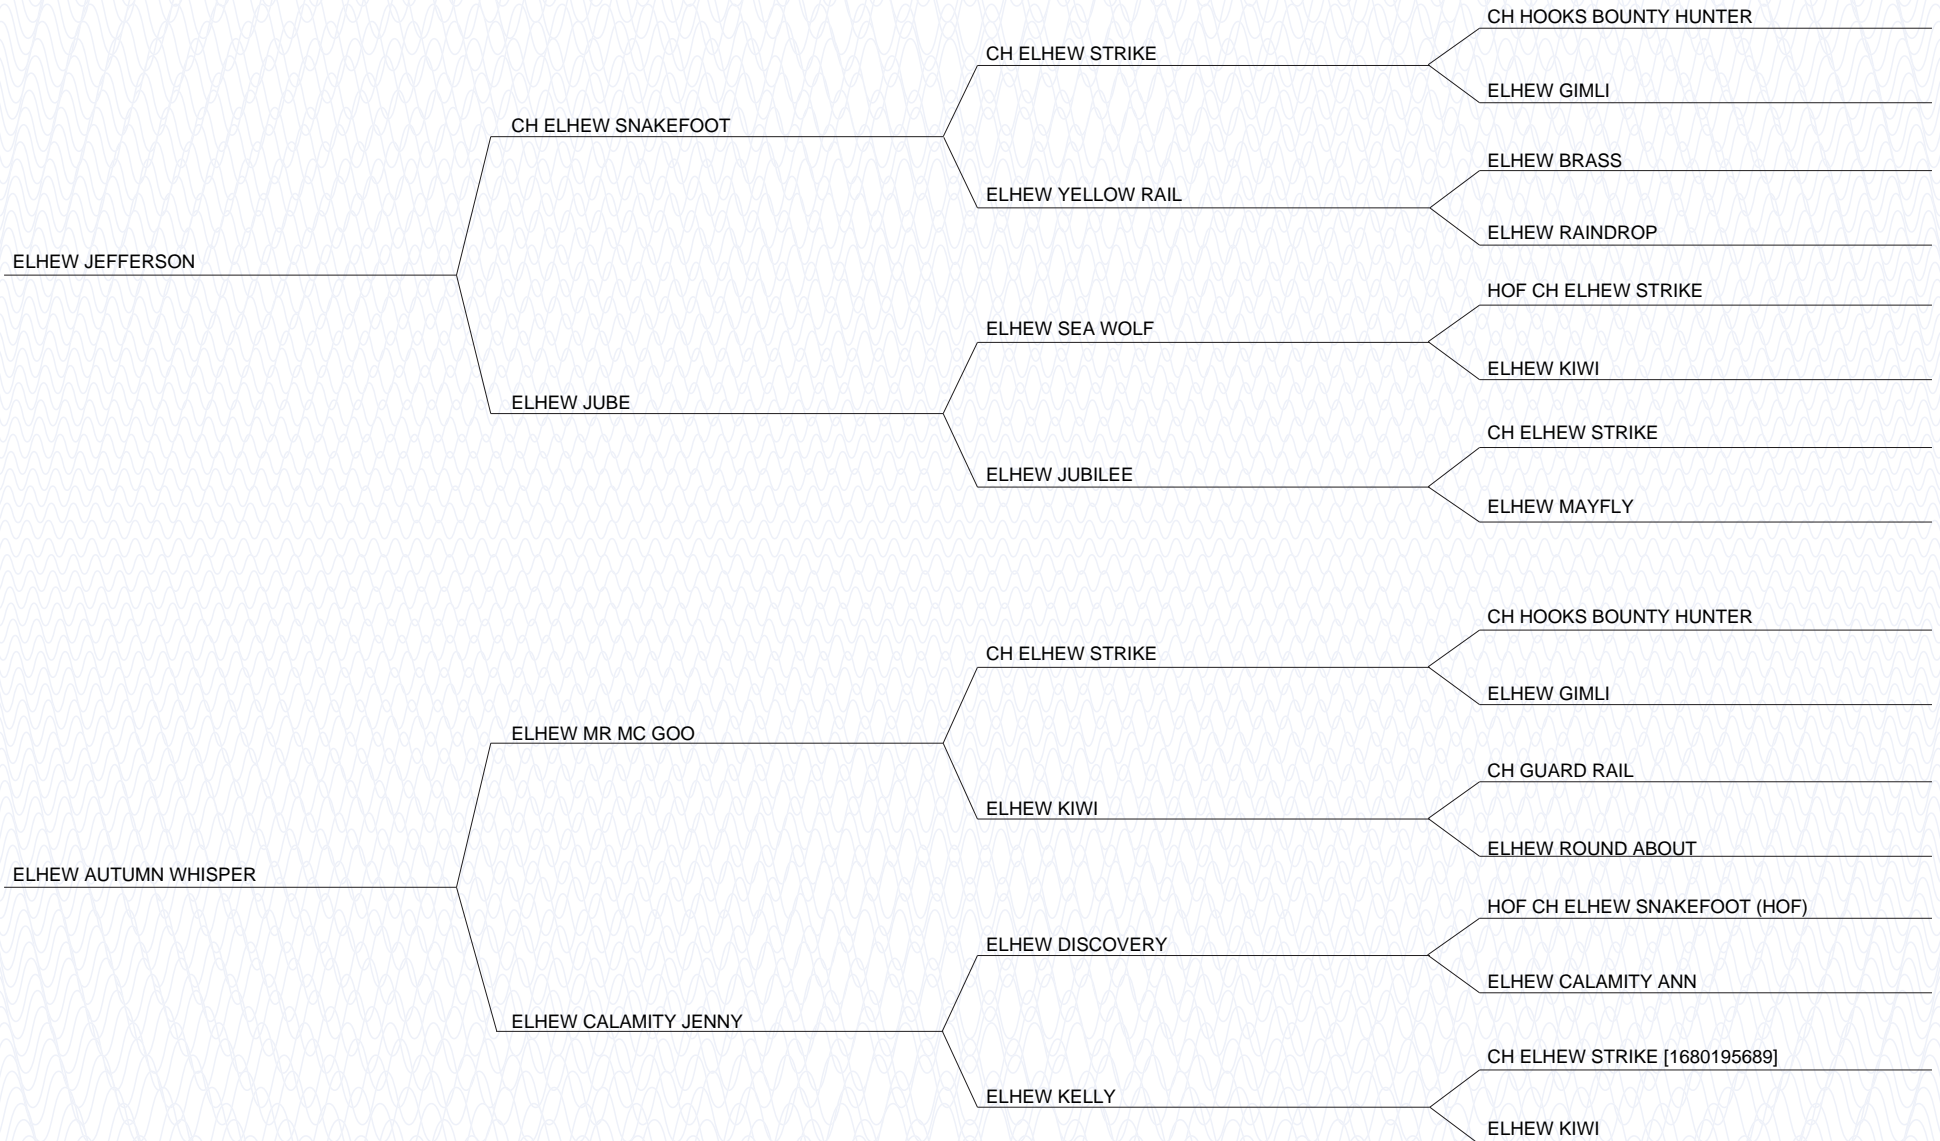 CH HOOKS BOUNTY HUNTER
CH ELHEW STRIKE
ELHEW GIMLI
CH ELHEW SNAKEFOOT
ELHEW BRASS
ELHEW YELLOW RAIL
ELHEW RAINDROP
ELHEW JEFFERSON
HOF CH ELHEW STRIKE
ELHEW SEA WOLF
ELHEW KIWI
ELHEW JUBE
CH ELHEW STRIKE
ELHEW JUBILEE
ELHEW MAYFLY
CH HOOKS BOUNTY HUNTER
CH ELHEW STRIKE
ELHEW GIMLI
ELHEW MR MC GOO
CH GUARD RAIL
ELHEW KIWI
ELHEW ROUND ABOUT
ELHEW AUTUMN WHISPER
HOF CH ELHEW SNAKEFOOT (HOF)
ELHEW DISCOVERY
ELHEW CALAMITY ANN
ELHEW CALAMITY JENNY
CH ELHEW STRIKE [1680195689]
ELHEW KELLY
ELHEW KIWI